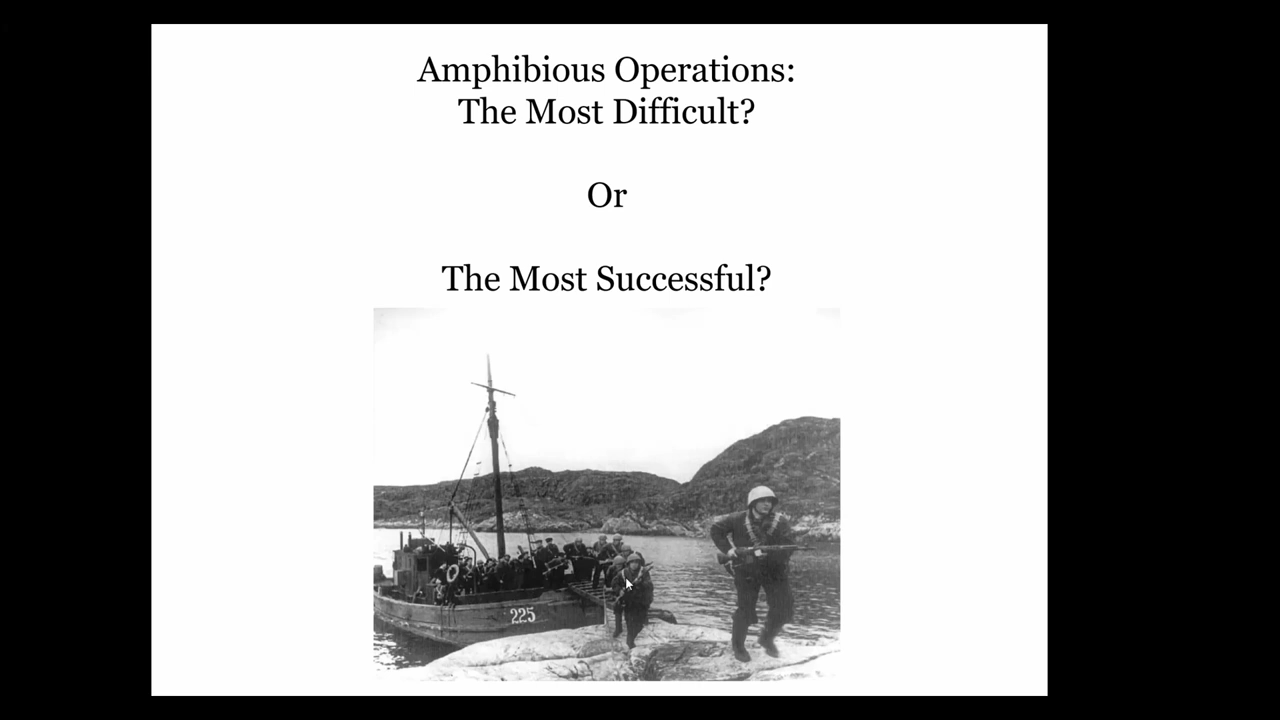 Amphibious Operations:
The Most Difficult?
Or
The Most Successful?
225